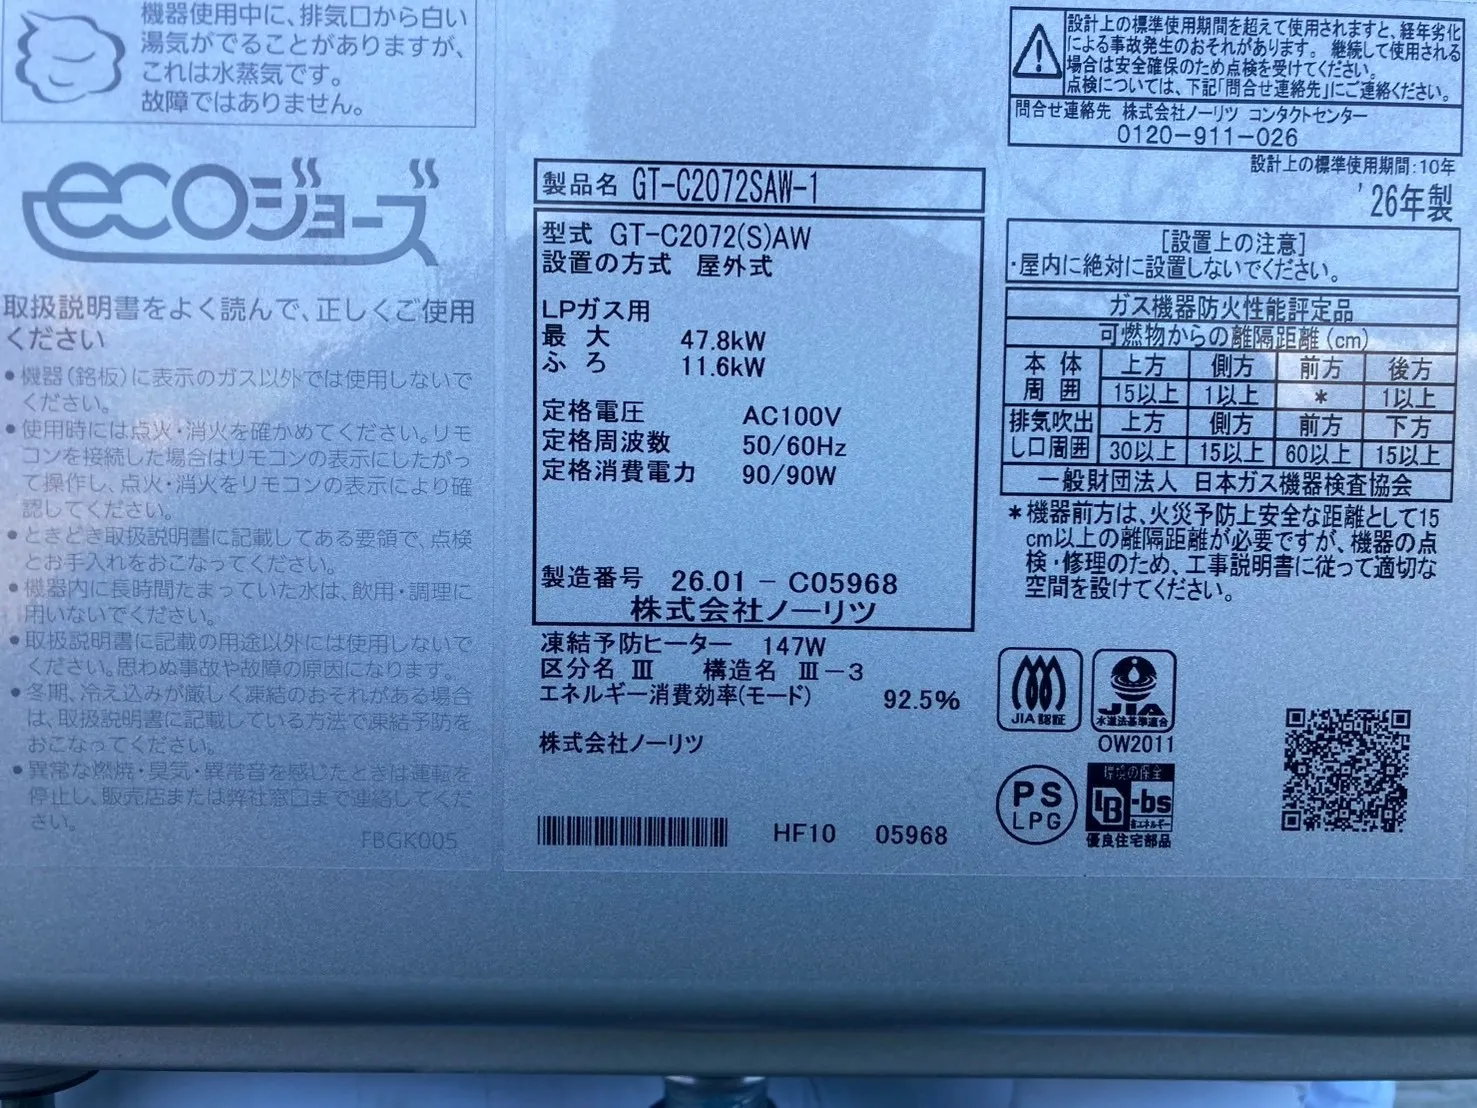 機器使用中に、排気口から白い
湯気がでることがありますが、
これは水蒸気です。
故障ではありません。
ecoジョーズ
取扱説明書をよく読んで、正しくご使用
ください
•機器(銘板)に表示のガス以外では使用しないで
ください。
•使用時には点火・消火を確かめてください。リモ
コンを接続した場合はリモコンの表示にしたがっ
て操作し、点火・消火をリモコンの表示により確
認してください。
•ときどき取扱説明書に記載してある要領で、点検
とお手入れをおこなってください。
•機器内に長時間たまっていた水は、飲用・調理に
用いないでください。
•取扱説明書に記載の用途以外には使用しないで
ください。思わぬ事故や故障の原因になります。
•冬期、冷え込みが厳しく凍結のおそれがある場合
は、取扱説明書に記載している方法で凍結予防を
おこなってください。
•異常な燃焼・臭気・異常音を感じたときは運転を
停止し、販売店または弊社窓口まで連絡してくだ
さい。
FBGK005
製品名 GT-C2072SAW-1
型式 GT-C2072(S)AW
設置の方式 屋外式
LPガス用
最大 47.8kW
ふろ 11.6kW
定格電圧 AC100V
定格周波数 50/60Hz
定格消費電力 90/90W
製造番号 26.01 - C05968
株式会社ノーリツ
凍結予防ヒーター 147W
区分名 Ⅲ 構造名 Ⅲ-3
エネルギー消費効率(モード) 92.5%
株式会社ノーリツ
HF10 05968
設計上の標準使用期間を超えて使用されますと、経年劣化
による事故発生のおそれがあります。継続して使用される
場合は安全確保のため点検を受けてください。
点検については、下記「問合せ連絡先」にご連絡ください。
問合せ連絡先 株式会社ノーリツ コンタクトセンター
0120-911-026
設計上の標準使用期間:10年
'26年製
[設置上の注意]
・屋内に絶対に設置しないでください。
ガス機器防火性能評定品
可燃物からの離隔距離(cm)
本体 上方 側方 前方 後方
周囲 15以上 1以上 * 1以上
排気吹出 上方 側方 前方 下方
し口周囲 30以上 15以上 60以上 15以上
一般財団法人 日本ガス機器検査協会
*機器前方は、火災予防上安全な距離として15
cm以上の離隔距離が必要ですが、機器の点
検・修理のため、工事説明書に従って適切な
空間を設けてください。
JIA認証
JIA
水道法基準適合
OW2011
PS
LPG
環境の保全
BL-bs
省エネルギー
優良住宅部品